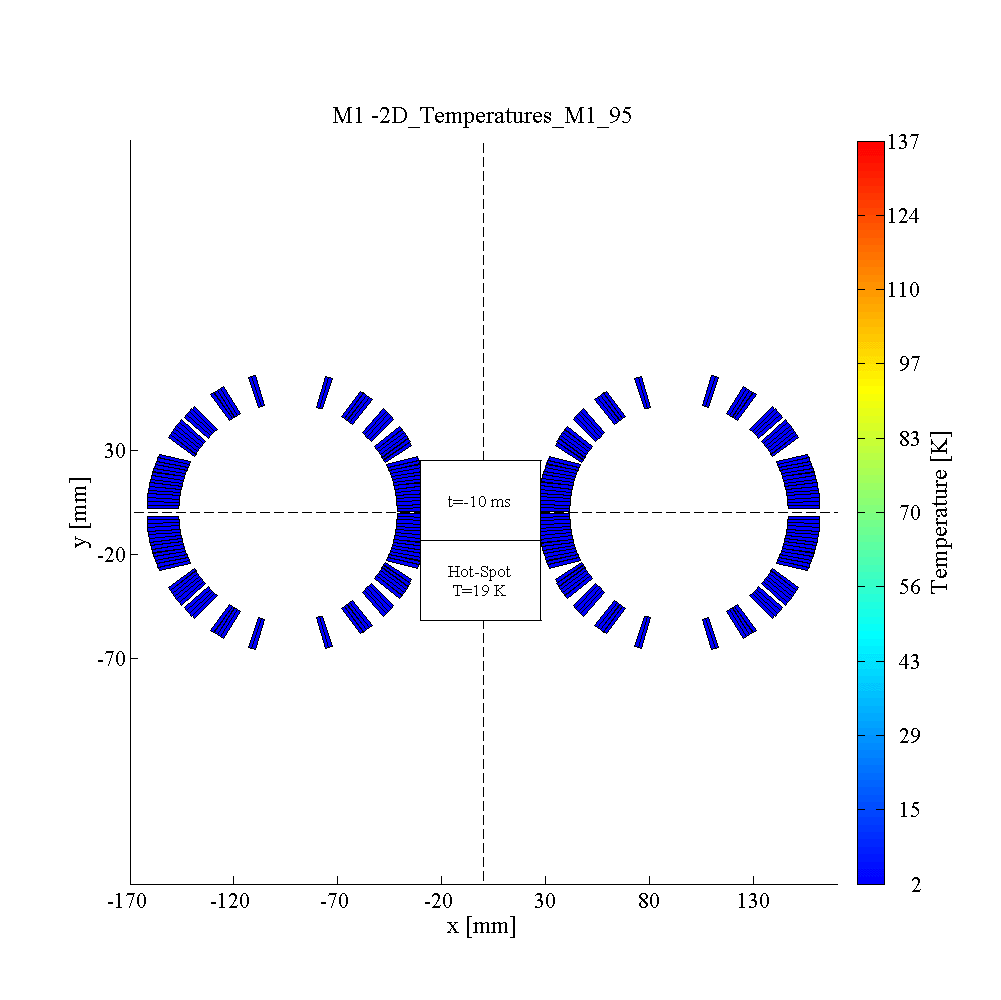 M1 -2D_Temperatures_M1_95
137
124
110
97
83
70
56
43
29
15
2
Temperature [K]
30
-20
-70
y [mm]
t=-10 ms
Hot-Spot
T=19 K
-170 -120 -70 -20 30 80 130
x [mm]